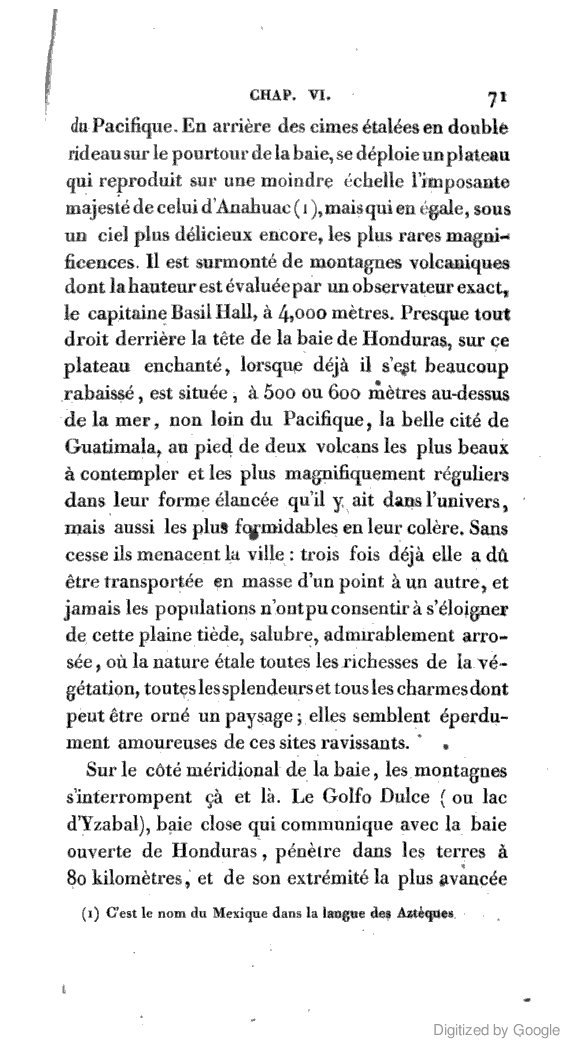 CHAP. VI. 71
du Pacifique. En arrière des cimes étalées en double
rideau sur le pourtour de la baie, se déploie un plateau
qui reproduit sur une moindre échelle l'imposante
majesté de celui d'Anahuac (1), mais qui en égale, sous
un ciel plus délicieux encore, les plus rares magni-
ficences. Il est surmonté de montagnes volcaniques
dont la hauteur est évaluée par un observateur exact,
le capitaine Basil Hall, à 4,000 mètres. Presque tout
droit derrière la tête de la baie de Honduras, sur ce
plateau enchanté, lorsque déjà il s'est beaucoup
rabaissé, est située, à 500 ou 600 mètres au-dessus
de la mer, non loin du Pacifique, la belle cité de
Guatimala, au pied de deux volcans les plus beaux
à contempler et les plus magnifiquement réguliers
dans leur forme élancée qu'il y ait dans l'univers,
mais aussi les plus formidables en leur colère. Sans
cesse ils menacent la ville : trois fois déjà elle a dû
être transportée en masse d'un point à un autre, et
jamais les populations n'ont pu consentir à s'éloigner
de cette plaine tiède, salubre, admirablement arro-
sée, où la nature étale toutes les richesses de la vé-
gétation, toutes les splendeurs et tous les charmes dont
peut être orné un paysage ; elles semblent éperdu-
ment amoureuses de ces sites ravissants.
Sur le côté méridional de la baie, les montagnes
s'interrompent çà et là. Le Golfo Dulce (ou lac
d'Yzabal), baie close qui communique avec la baie
ouverte de Honduras, pénètre dans les terres à
80 kilomètres, et de son extrémité la plus avancée
(1) C'est le nom du Mexique dans la langue des Aztèques.
Digitized by Google